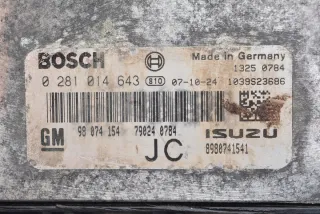 BOSCH Made in Germany
1325 0784
0 281 014 643 810 07-10-24 1039S23686
GM 98 074 154 79024 0784 ISUZU
JC 8980741541